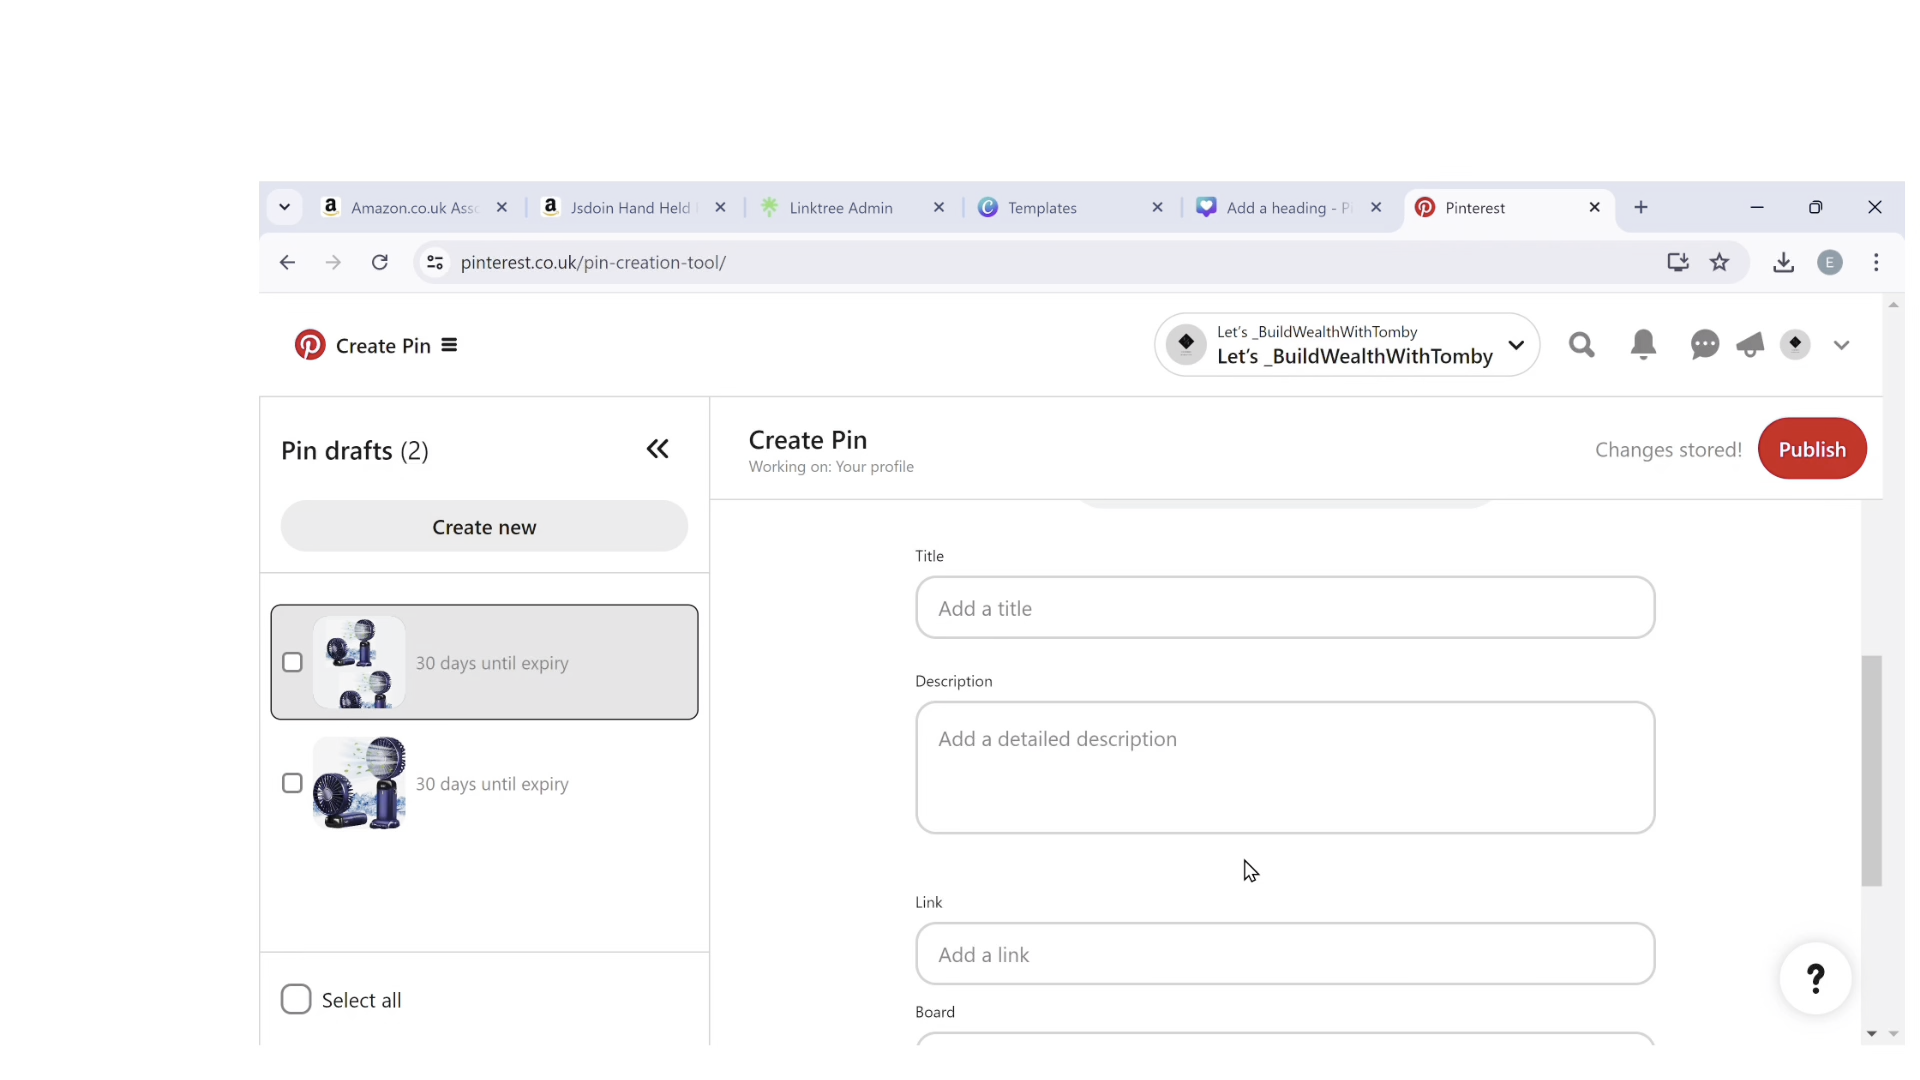 Amazon.co.uk Ass
Jsdoin Hand Held
Linktree Admin
Templates
Add a heading - P
Pinterest
pinterest.co.uk/pin-creation-tool/
E
Create Pin
Let's _BuildWealthWithTomby
Let's _BuildWealthWithTomby
Pin drafts (2)
Create new
30 days until expiry
30 days until expiry
Select all
Create Pin
Working on: Your profile
Changes stored!
Publish
Title
Add a title
Description
Add a detailed description
Link
Add a link
Board
?